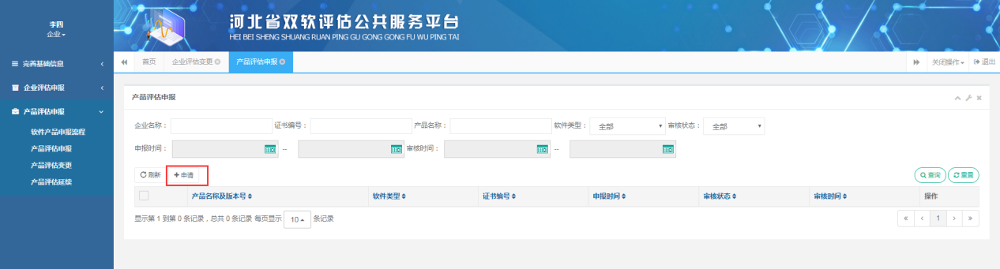 河北省双软评估公共服务平台
HEI BEI SHENG SHUANG RUAN PING GU GONG GONG FU WU PING TAI
李四
企业
完善基础信息
企业评估申报
产品评估申报
软件产品申报流程
产品评估申报
产品评估变更
产品评估延续
首页 企业评估变更 产品评估申报 关闭操作 退出
产品评估申报
企业名称： 证书编号： 产品名称： 软件类型： 全部 审核状态： 全部
申报时间： -- 审核时间： --
刷新 +申请 查询 重置
产品名称及版本号 软件类型 证书编号 申报时间 审核状态 审核时间 操作
显示第 1 到第 0 条记录，总共 0 条记录 每页显示 10 条记录 « ‹ 1 › »